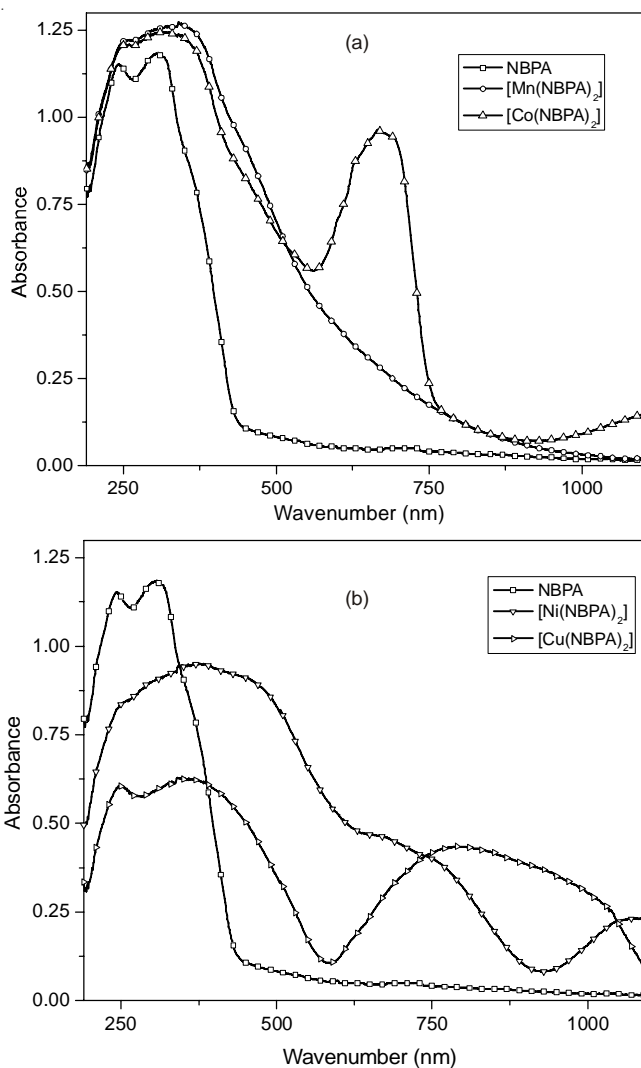 (a)
NBPA
[Mn(NBPA)₂]
[Co(NBPA)₂]
1.25
1.00
0.75
0.50
0.25
0.00
Absorbance
250 500 750 1000
Wavenumber (nm)
(b)
NBPA
[Ni(NBPA)₂]
[Cu(NBPA)₂]
1.25
1.00
0.75
0.50
0.25
0.00
Absorbance
250 500 750 1000
Wavenumber (nm)